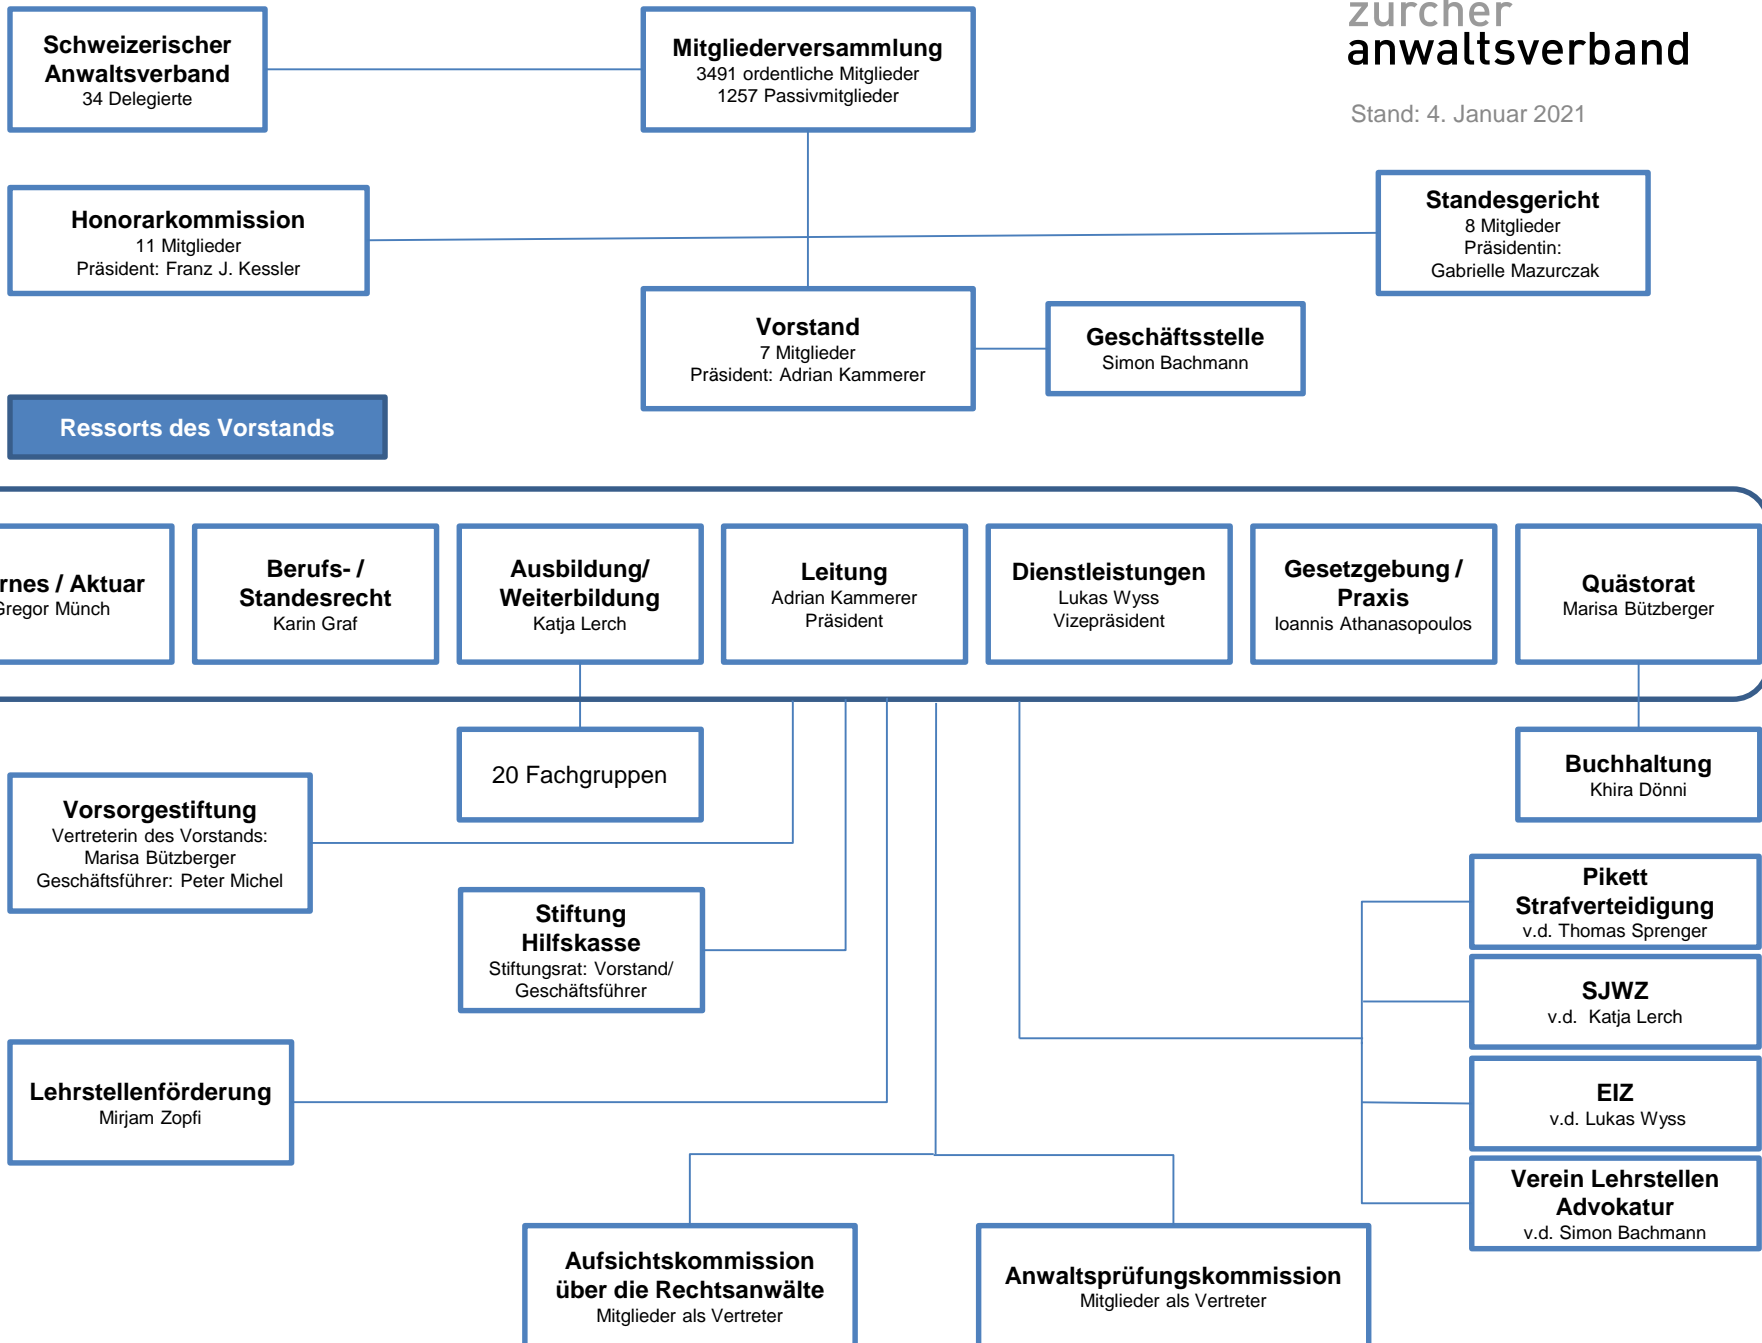 zürcher
anwaltsverband
Stand: 4. Januar 2021
Schweizerischer
Anwaltsverband
34 Delegierte
Mitgliederversammlung
3491 ordentliche Mitglieder
1257 Passivmitglieder
Honorarkommission
11 Mitglieder
Präsident: Franz J. Kessler
Standesgericht
8 Mitglieder
Präsidentin:
Gabrielle Mazurczak
Vorstand
7 Mitglieder
Präsident: Adrian Kammerer
Geschäftsstelle
Simon Bachmann
Ressorts des Vorstands
rnes / Aktuar
Gregor Münch
Berufs- /
Standesrecht
Karin Graf
Ausbildung/
Weiterbildung
Katja Lerch
Leitung
Adrian Kammerer
Präsident
Dienstleistungen
Lukas Wyss
Vizepräsident
Gesetzgebung /
Praxis
Ioannis Athanasopoulos
Quästorat
Marisa Bützberger
20 Fachgruppen
Buchhaltung
Khira Dönni
Vorsorgestiftung
Vertreterin des Vorstands:
Marisa Bützberger
Geschäftsführer: Peter Michel
Stiftung
Hilfskasse
Stiftungsrat: Vorstand/
Geschäftsführer
Pikett
Strafverteidigung
v.d. Thomas Sprenger
SJWZ
v.d. Katja Lerch
EIZ
v.d. Lukas Wyss
Verein Lehrstellen
Advokatur
v.d. Simon Bachmann
Lehrstellenförderung
Mirjam Zopfi
Aufsichtskommission
über die Rechtsanwälte
Mitglieder als Vertreter
Anwaltsprüfungskommission
Mitglieder als Vertreter